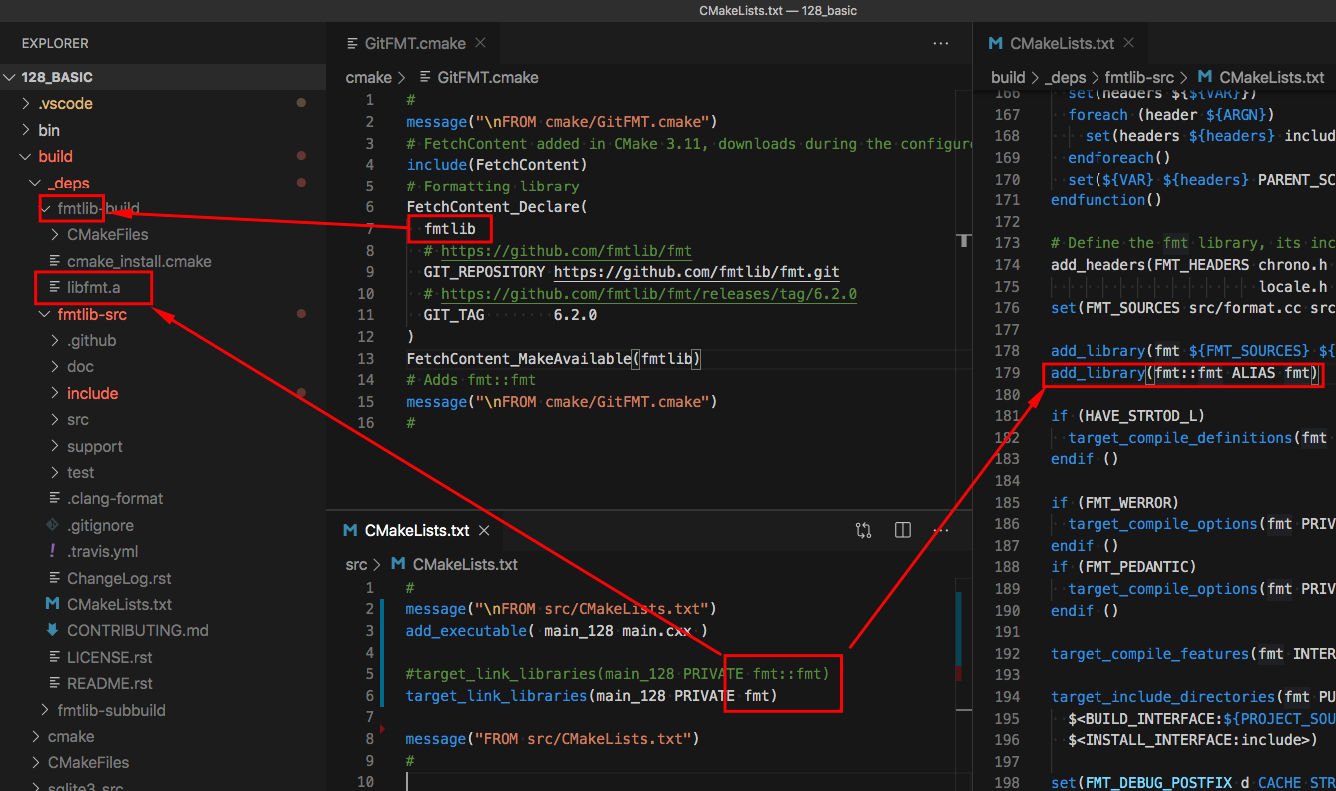 CMakeLists.txt — 128_basic
EXPLORER
128_BASIC
.vscode
bin
build
_deps
fmtlib-build
CMakeFiles
cmake_install.cmake
libfmt.a
fmtlib-src
.github
doc
include
src
support
test
.clang-format
.gitignore
.travis.yml
ChangeLog.rst
CMakeLists.txt
CONTRIBUTING.md
LICENSE.rst
README.rst
fmtlib-subbuild
cmake
CMakeFiles
sqlite3_src
GitFMT.cmake
cmake > GitFMT.cmake
1 #
2 message("\nFROM cmake/GitFMT.cmake")
3 # FetchContent added in CMake 3.11, downloads during the configure
4 include(FetchContent)
5 # Formatting library
6 FetchContent_Declare(
7 fmtlib
8 # https://github.com/fmtlib/fmt
9 GIT_REPOSITORY https://github.com/fmtlib/fmt.git
10 # https://github.com/fmtlib/fmt/releases/tag/6.2.0
11 GIT_TAG 6.2.0
12 )
13 FetchContent_MakeAvailable(fmtlib)
14 # Adds fmt::fmt
15 message("\nFROM cmake/GitFMT.cmake")
16 #
CMakeLists.txt
src > CMakeLists.txt
1 #
2 message("\nFROM src/CMakeLists.txt")
3 add_executable( main_128 main.cxx )
4
5 #target_link_libraries(main_128 PRIVATE fmt::fmt)
6 target_link_libraries(main_128 PRIVATE fmt)
7
8 message("FROM src/CMakeLists.txt")
9 #
10
CMakeLists.txt
build > _deps > fmtlib-src > CMakeLists.txt
166 set(headers ${${VAR}})
167 foreach (header ${ARGN})
168 set(headers ${headers} includ
169 endforeach()
170 set(${VAR} ${headers} PARENT_SC
171 endfunction()
172
173 # Define the fmt library, its inc
174 add_headers(FMT_HEADERS chrono.h
175 locale.h
176 set(FMT_SOURCES src/format.cc src
177
178 add_library(fmt ${FMT_SOURCES} ${
179 add_library(fmt::fmt ALIAS fmt)
180
181 if (HAVE_STRTOD_L)
182 target_compile_definitions(fmt
183 endif ()
184
185 if (FMT_WERROR)
186 target_compile_options(fmt PRIV
187 endif ()
188 if (FMT_PEDANTIC)
189 target_compile_options(fmt PRIV
190 endif ()
191
192 target_compile_features(fmt INTER
193
194 target_include_directories(fmt PU
195 $<BUILD_INTERFACE:${PROJECT_SOU
196 $<INSTALL_INTERFACE:include>)
197
198 set(FMT_DEBUG_POSTFIX d CACHE STR